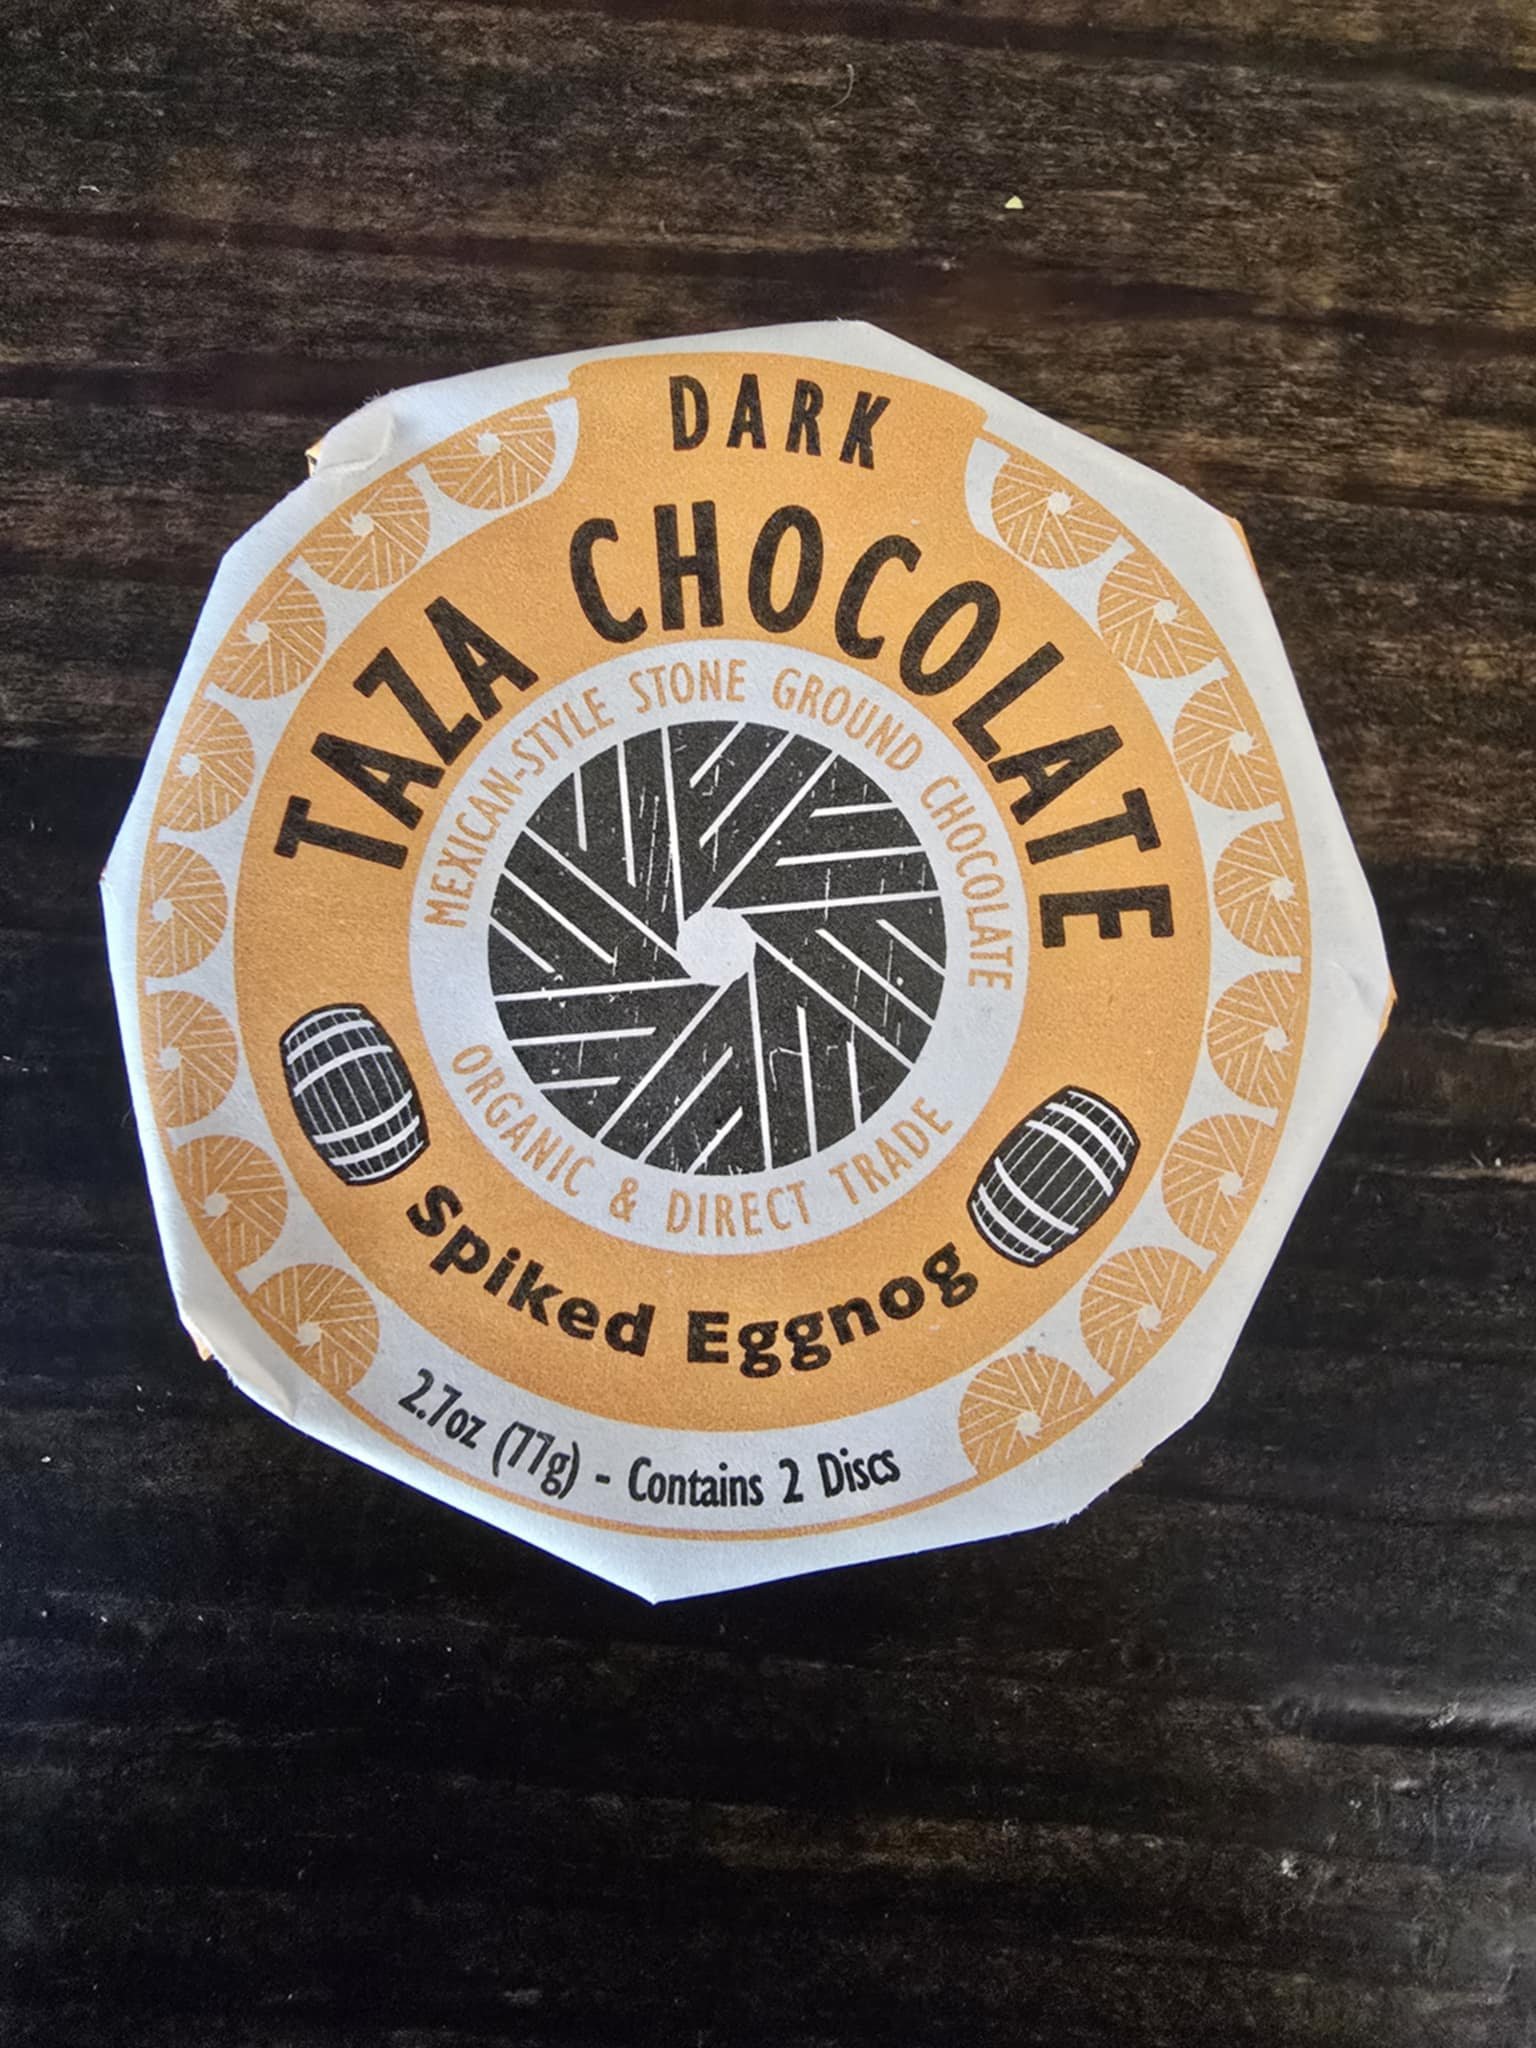 DARK
TAZA CHOCOLATE
MEXICAN-STYLE STONE GROUND CHOCOLATE
ORGANIC & DIRECT TRADE
Spiked Eggnog
2.7oz (77g) - Contains 2 Discs